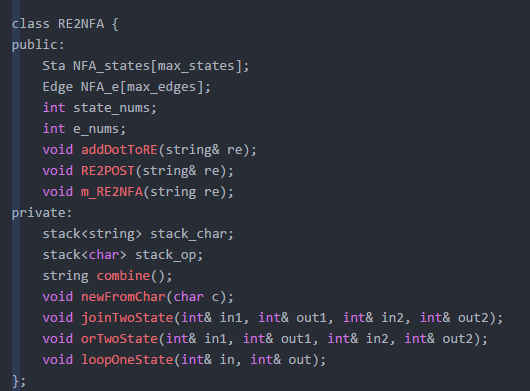 class RE2NFA {
public:
    Sta NFA_states[max_states];
    Edge NFA_e[max_edges];
    int state_nums;
    int e_nums;
    void addDotToRE(string& re);
    void RE2POST(string& re);
    void m_RE2NFA(string re);
private:
    stack<string> stack_char;
    stack<char> stack_op;
    string combine();
    void newFromChar(char c);
    void joinTwoState(int& in1, int& out1, int& in2, int& out2);
    void orTwoState(int& in1, int& out1, int& in2, int& out2);
    void loopOneState(int& in, int& out);
};